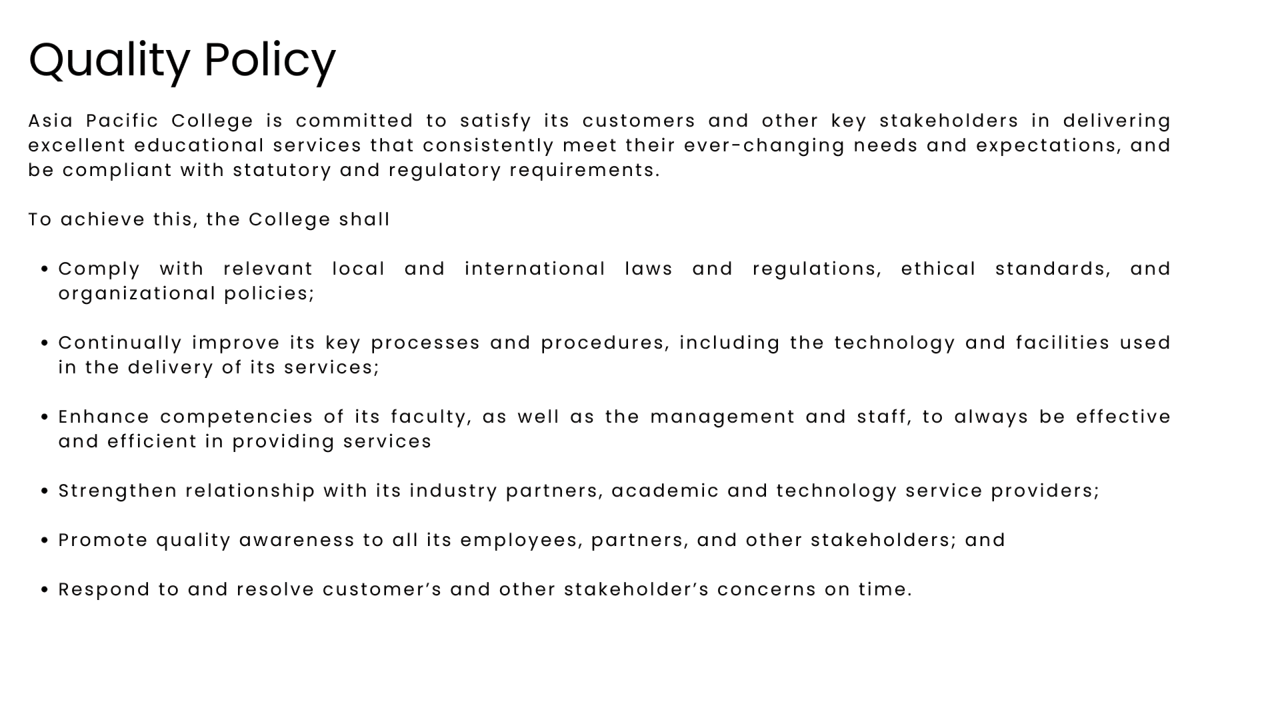 Quality Policy
Asia Pacific College is committed to satisfy its customers and other key stakeholders in delivering
excellent educational services that consistently meet their ever-changing needs and expectations, and
be compliant with statutory and regulatory requirements.
To achieve this, the College shall
• Comply with relevant local and international laws and regulations, ethical standards, and
organizational policies;
• Continually improve its key processes and procedures, including the technology and facilities used
in the delivery of its services;
• Enhance competencies of its faculty, as well as the management and staff, to always be effective
and efficient in providing services
• Strengthen relationship with its industry partners, academic and technology service providers;
• Promote quality awareness to all its employees, partners, and other stakeholders; and
• Respond to and resolve customer’s and other stakeholder’s concerns on time.